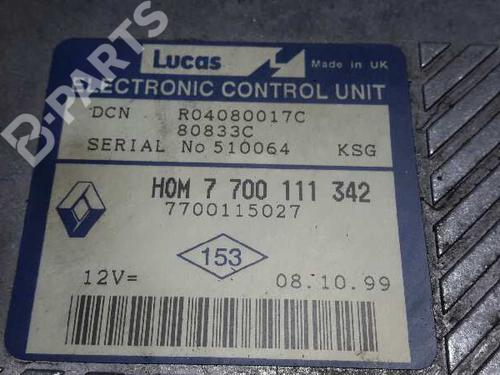 Lucas
Made in UK
ELECTRONIC CONTROL UNIT
DCN R04080017C
80833C
SERIAL No 510064 KSG
HOM 7 700 111 342
7700115027
153
12V= 08.10.99
B-PARTS